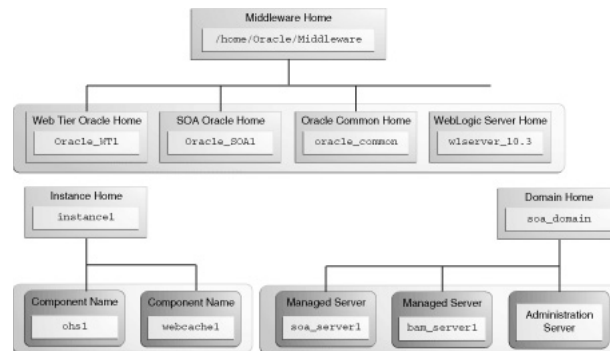 Middleware Home
/home/Oracle/Middleware
Web Tier Oracle Home
Oracle_WT1
SOA Oracle Home
Oracle_SOA1
Oracle Common Home
oracle_common
WebLogic Server Home
wlserver_10.3
Instance Home
instance1
Domain Home
soa_domain
Component Name
ohs1
Component Name
webcache1
Managed Server
soa_server1
Managed Server
bam_server1
Administration
Server